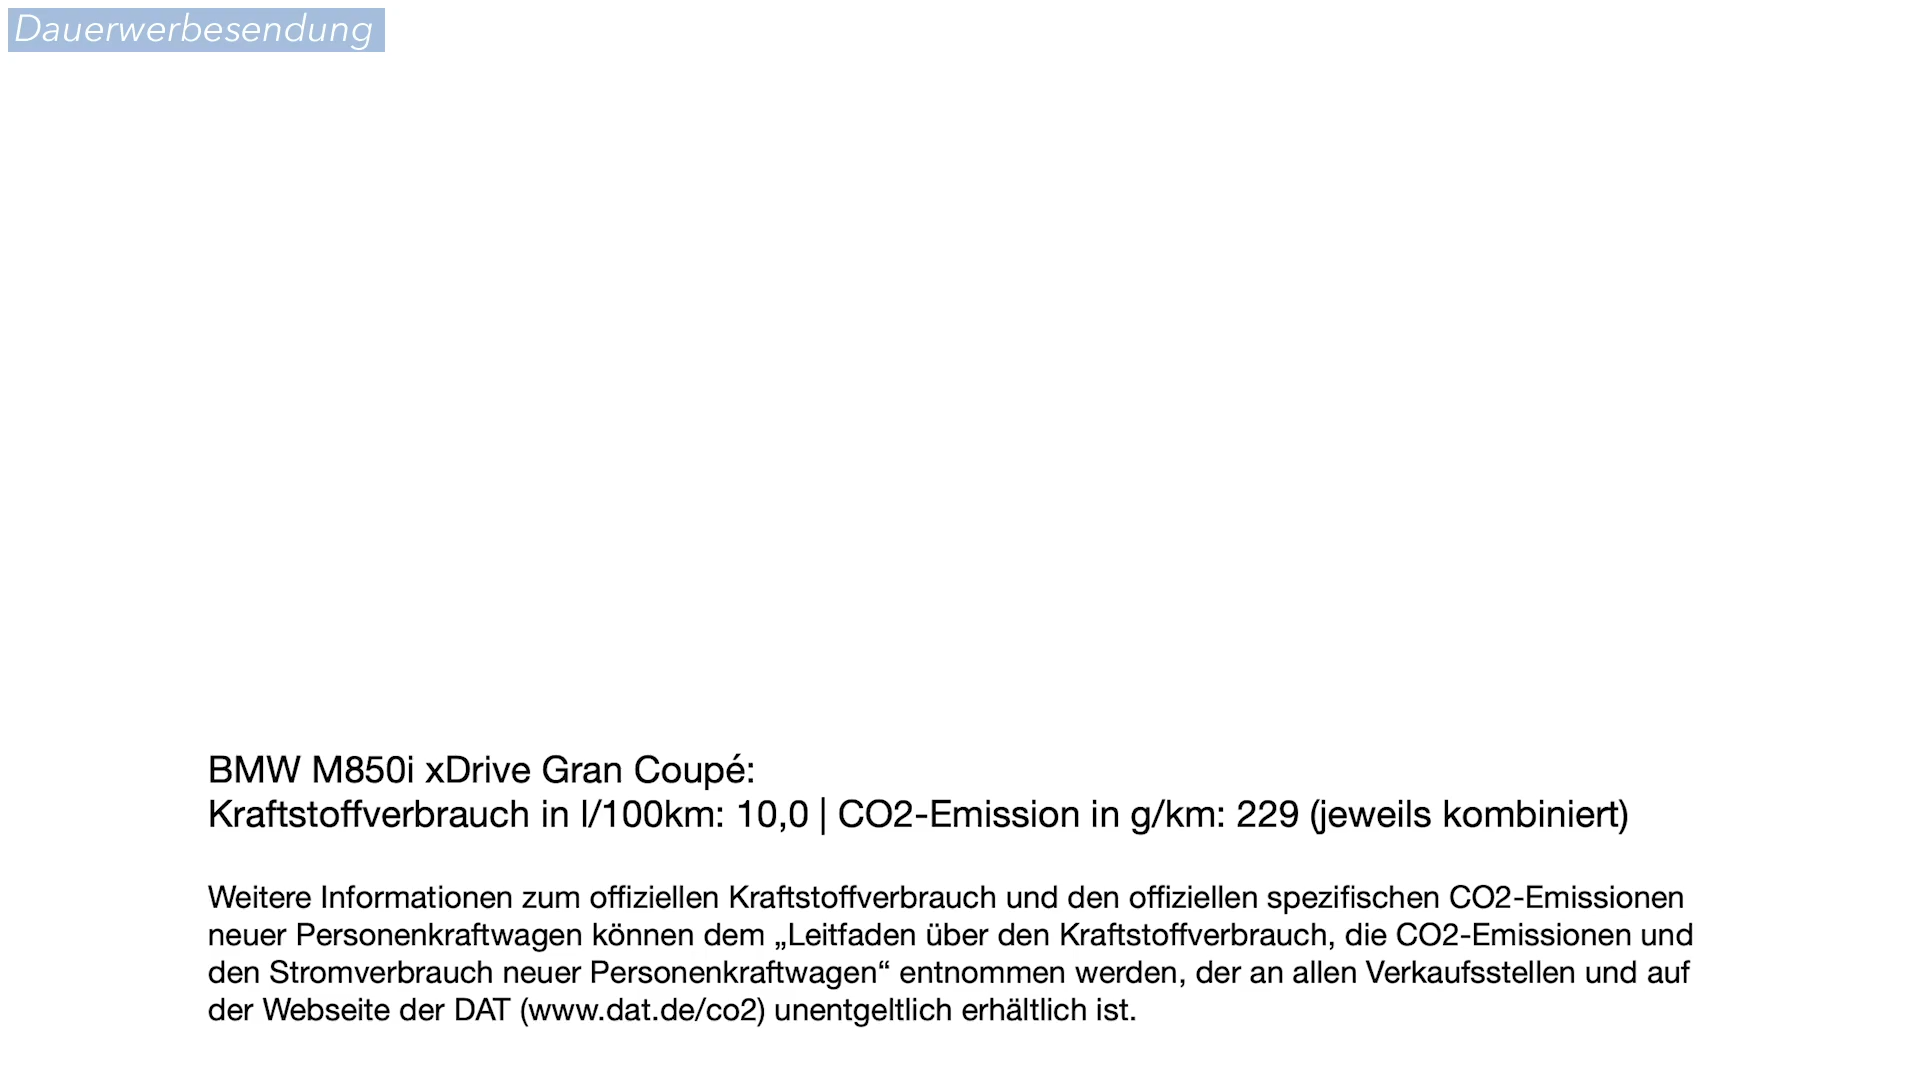 Dauerwerbesendung
BMW M850i xDrive Gran Coupé:
Kraftstoffverbrauch in l/100km: 10,0 | CO2-Emission in g/km: 229 (jeweils kombiniert)
Weitere Informationen zum offiziellen Kraftstoffverbrauch und den offiziellen spezifischen CO2-Emissionen
neuer Personenkraftwagen können dem „Leitfaden über den Kraftstoffverbrauch, die CO2-Emissionen und
den Stromverbrauch neuer Personenkraftwagen“ entnommen werden, der an allen Verkaufsstellen und auf
der Webseite der DAT (www.dat.de/co2) unentgeltlich erhältlich ist.